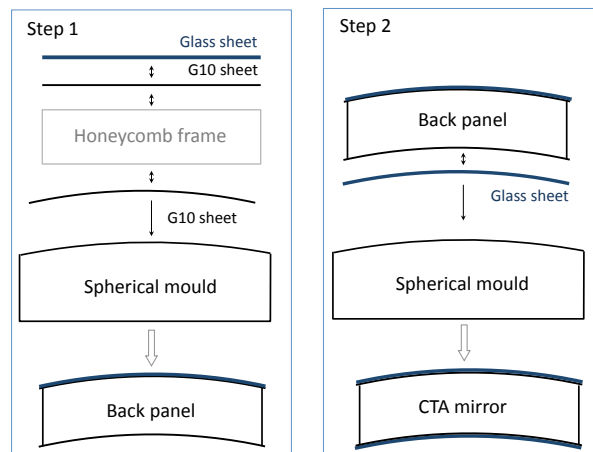 Step 1
Glass sheet
G10 sheet
Honeycomb frame
G10 sheet
Spherical mould
Back panel
Step 2
Back panel
Glass sheet
Spherical mould
CTA mirror